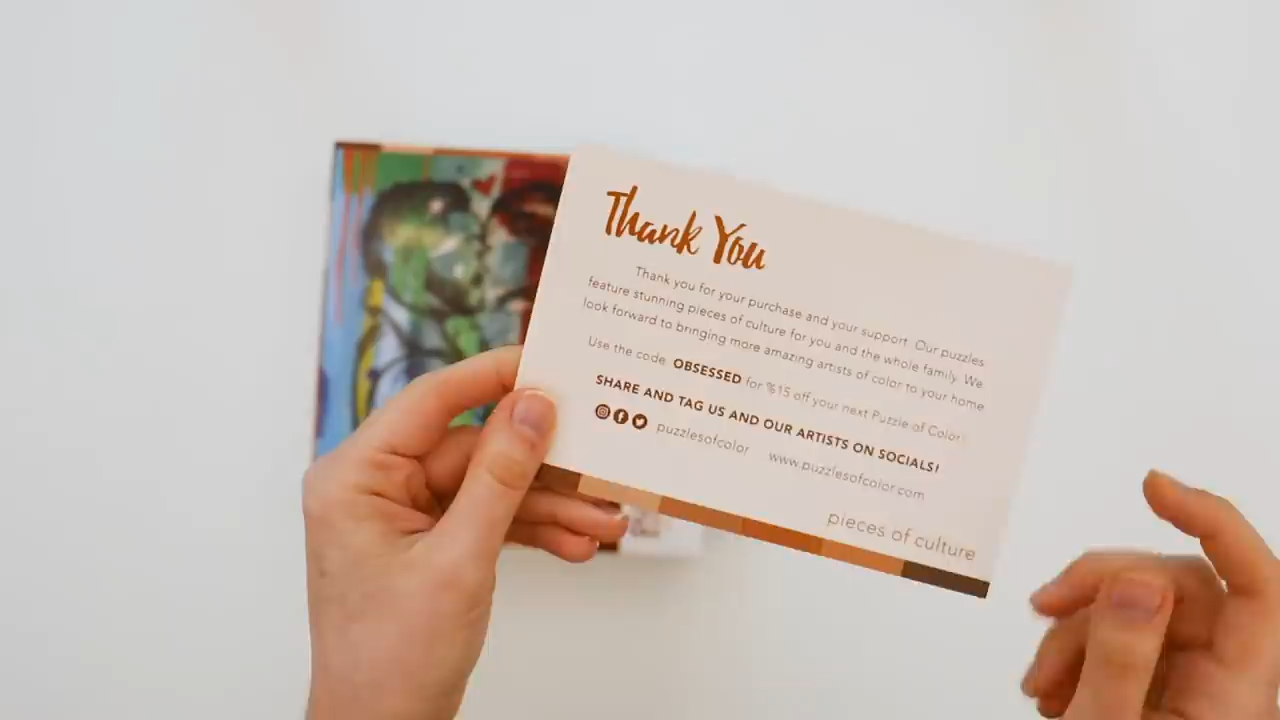 Thank You
Thank you for your purchase and your support. Our puzzles
feature stunning pieces of culture for you and the whole family. We
look forward to bringing more amazing artists of color to your home
Use the code OBSESSED for %15 off your next Puzzle of Color!
SHARE AND TAG US AND OUR ARTISTS ON SOCIALS!
puzzlesofcolor www.puzzlesofcolor.com
pieces of culture